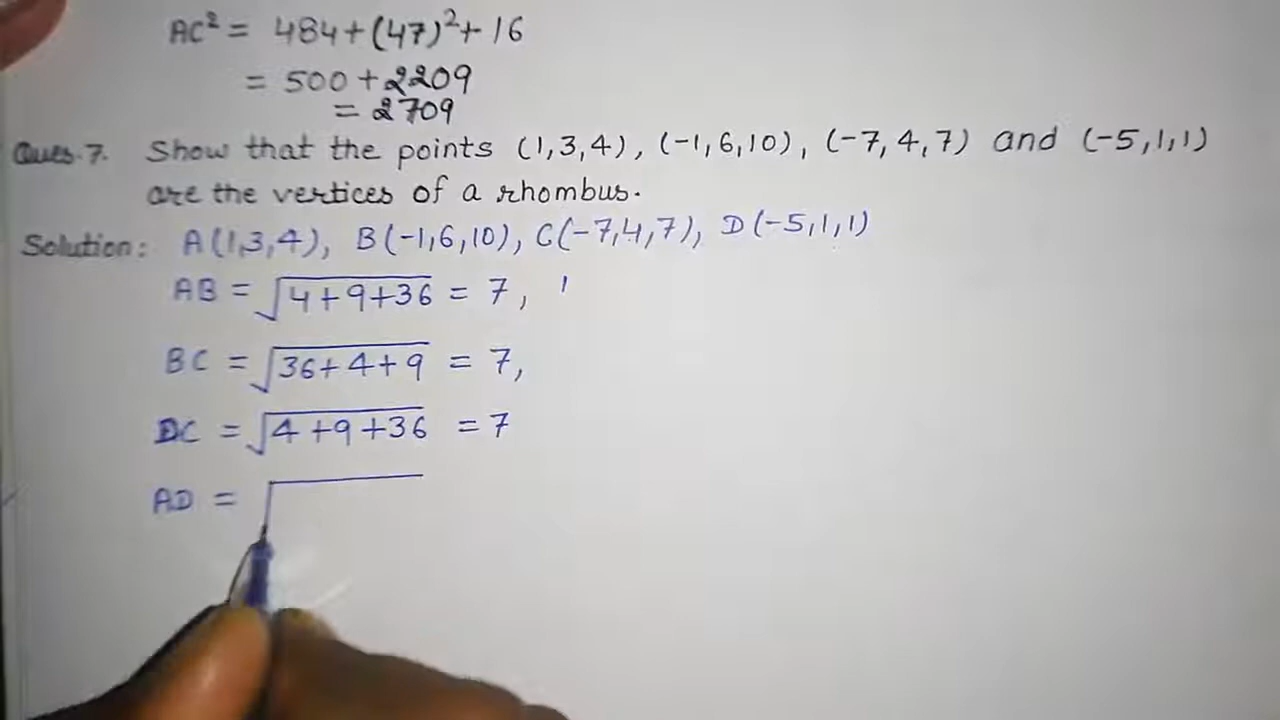 AC² = 484+(47)²+16
= 500 + 2209
= 2709
Ques.7. Show that the points (1,3,4), (-1,6,10), (-7,4,7) and (-5,1,1)
are the vertices of a rhombus.
Solution: A(1,3,4), B(-1,6,10), C(-7,4,7), D(-5,1,1)
AB = √4+9+36 = 7,
BC = √36+4+9 = 7,
DC = √4+9+36 = 7
AD = √